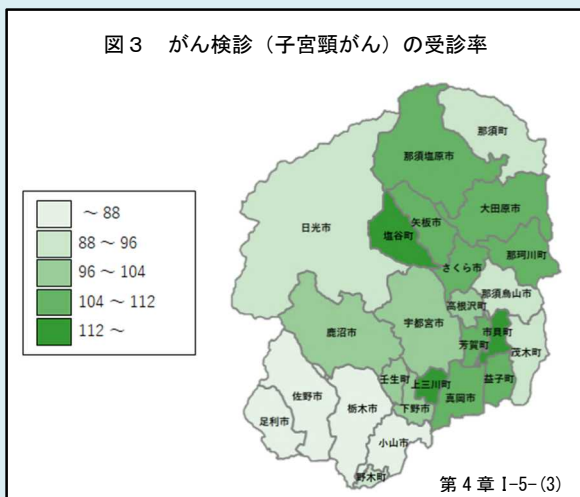 図３　がん検診（子宮頸がん）の受診率
～ 88
88 ～ 96
96 ～ 104
104 ～ 112
112 ～
那須町
那須塩原市
大田原市
矢板市
日光市
塩谷町
那珂川町
さくら市
那須烏山市
高根沢町
宇都宮市
鹿沼市
市貝町
芳賀町
茂木町
壬生町
上三川町
益子町
真岡市
下野市
佐野市
栃木市
足利市
小山市
野木町
第４章 Ⅰ-5-(3)